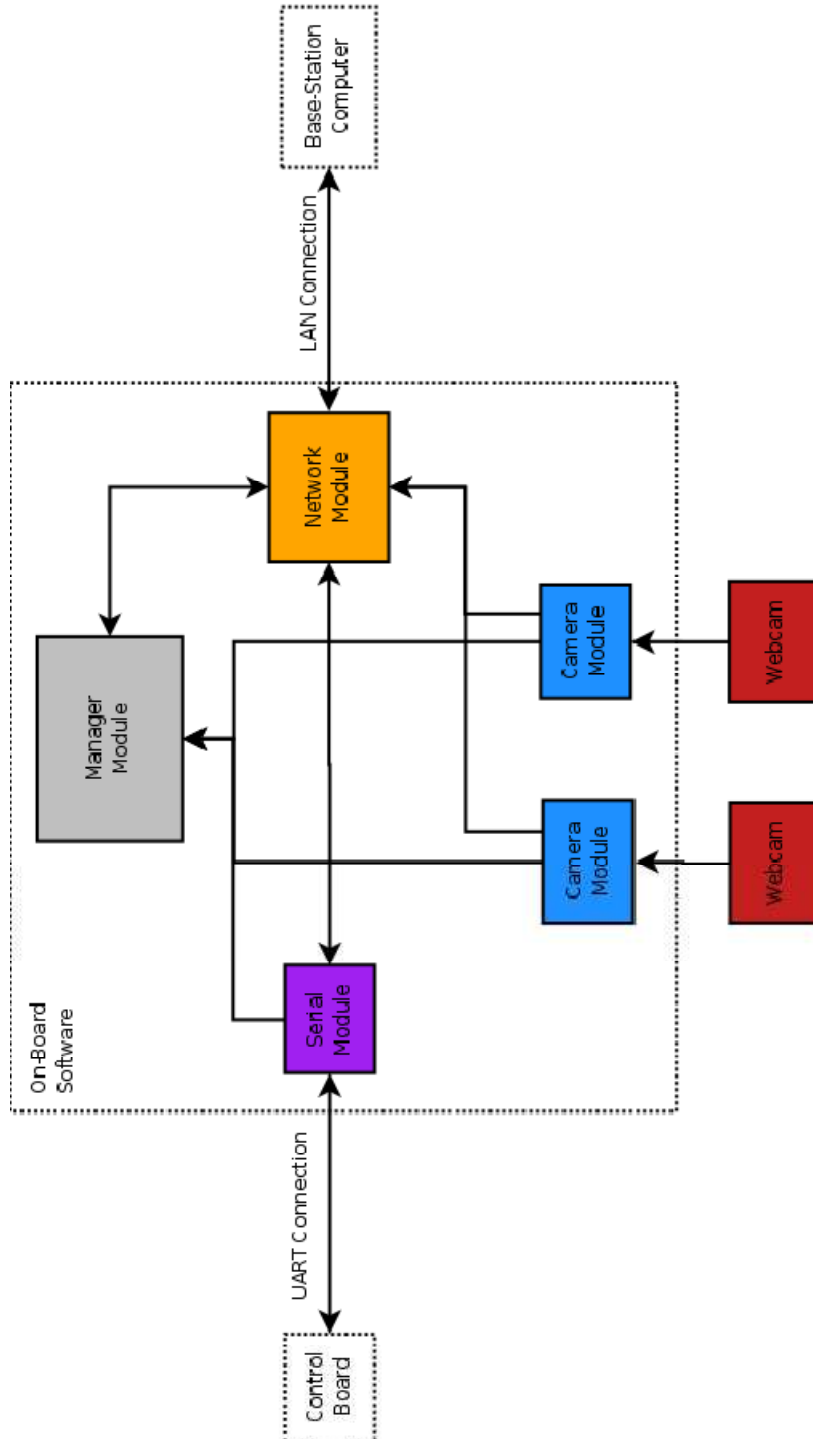 On-Board
Software
Manager
Module
Control
Board
UART Connection
Serial
Module
Network
Module
LAN Connection
Base-Station
Computer
Camera
Module
Camera
Module
Webcam
Webcam